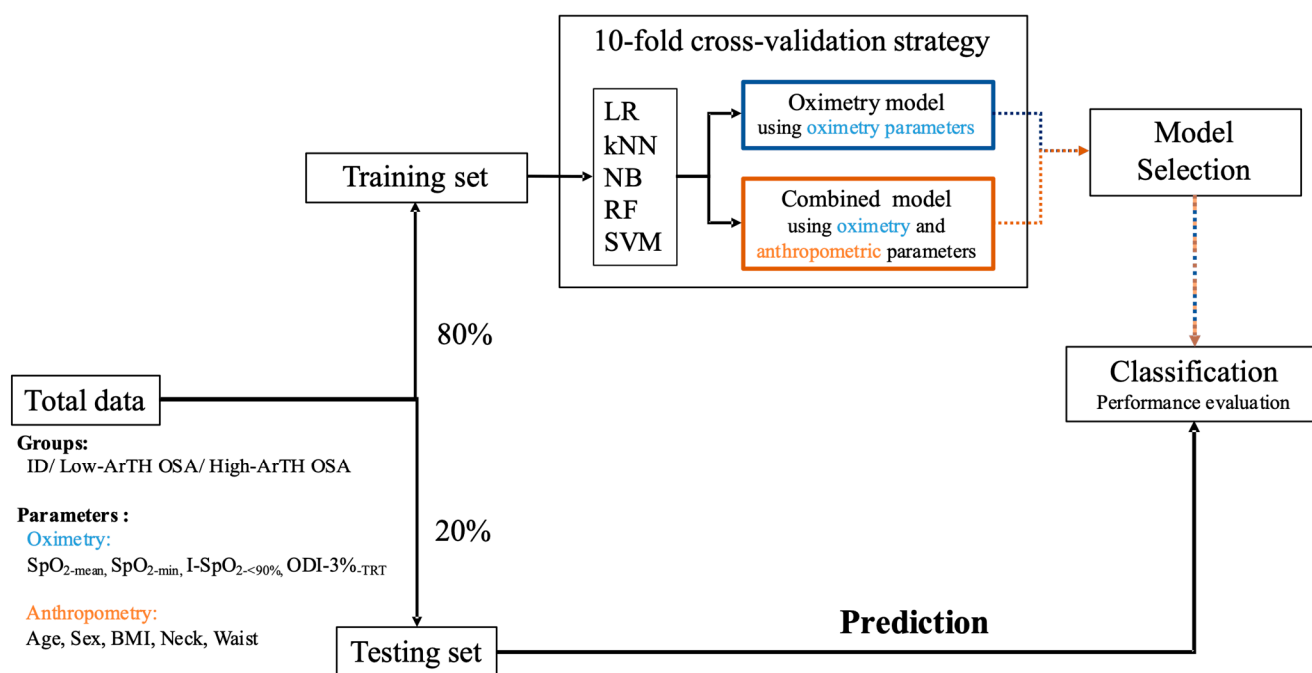 10-fold cross-validation strategy
LR
kNN
NB
RF
SVM
Oximetry model
using oximetry parameters
Combined model
using oximetry and
anthropometric parameters
Model
Selection
Training set
80%
Total data
Groups:
ID/ Low-ArTH OSA/ High-ArTH OSA
Parameters :
Oximetry:
SpO2-mean, SpO2-min, I-SpO2-<90%, ODI-3%-TRT
Anthropometry:
Age, Sex, BMI, Neck, Waist
20%
Testing set
Prediction
Classification
Performance evaluation